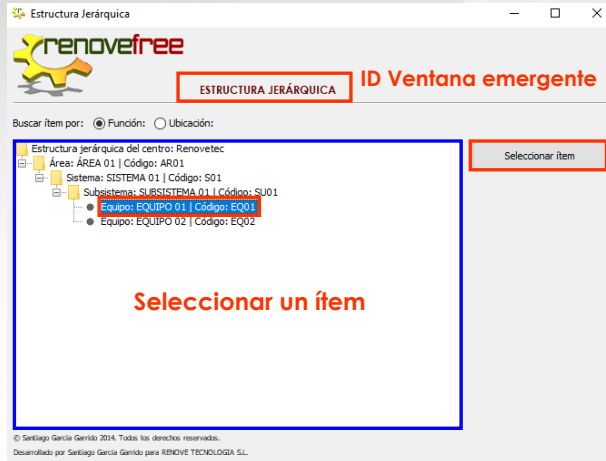 Estructura Jerárquica
renovefree
ESTRUCTURA JERÁRQUICA
ID Ventana emergente
Buscar ítem por: Función: Ubicación:
Estructura jerárquica del centro: Renovetec
Área: ÁREA 01 | Código: AR01
Sistema: SISTEMA 01 | Código: S01
Subsistema: SUBSISTEMA 01 | Código: SU01
Equipo: EQUIPO 01 | Código: EQ01
Equipo: EQUIPO 02 | Código: EQ02
Seleccionar ítem
Seleccionar un ítem
© Santiago García Garrido 2014. Todos los derechos reservados.
Desarrollado por Santiago García Garrido para RENOVE TECNOLOGIA S.L.